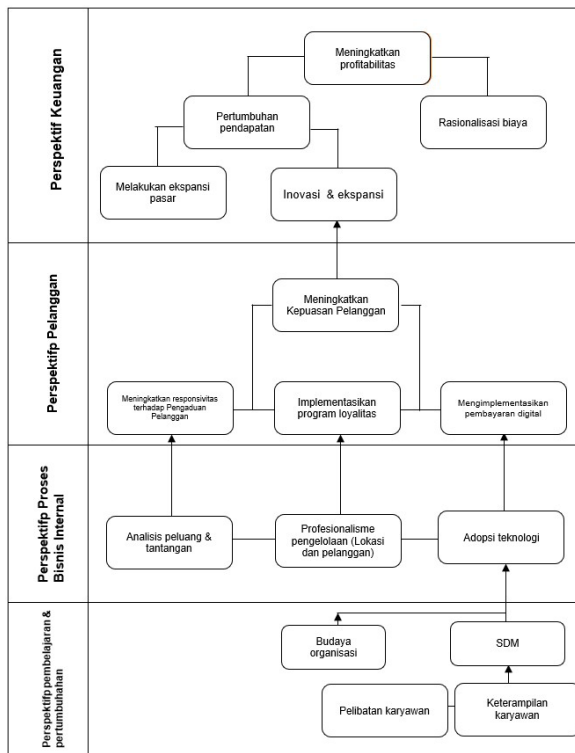 Perspektif Keuangan
Meningkatkan
profitabilitas
Pertumbuhan
pendapatan
Rasionalisasi biaya
Melakukan ekspansi
pasar
Inovasi & ekspansi
Perspektifp Pelanggan
Meningkatkan
Kepuasan Pelanggan
Meningkatkan responsivitas
terhadap Pengaduan
Pelanggan
Implementasikan
program loyalitas
Mengimplementasikan
pembayaran digital
Perspektifp Proses
Bisnis Internal
Analisis peluang &
tantangan
Profesionalisme
pengelolaan (Lokasi
dan pelanggan)
Adopsi teknologi
Perspektifp pembelajaran &
pertumbuhahan
Budaya
organisasi
SDM
Pelibatan karyawan
Keterampilan
karyawan